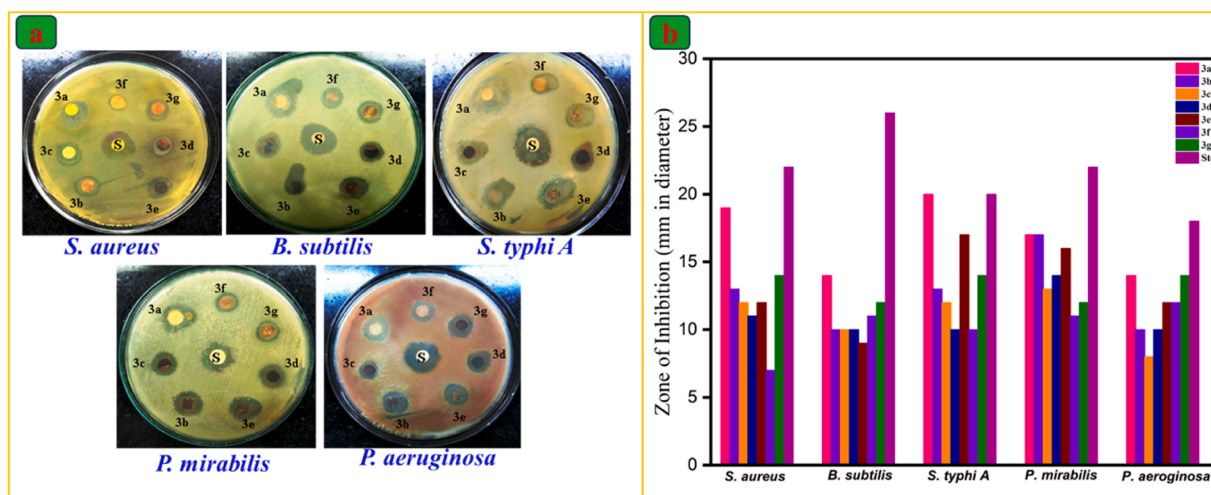 a
3a
3f
3g
3c
S
3d
3b
3e
S. aureus
3a
3f
3g
3c
S
3d
3b
3e
B. subtilis
3a
3f
3g
3c
S
3d
3b
3e
S. typhi A
3a
3f
3g
3c
S
3d
3b
3e
P. mirabilis
3a
3f
3g
3c
S
3d
3b
3e
P. aeruginosa
b
Zone of Inhibition (mm in diameter)
30
25
20
15
10
5
0
3a
3b
3c
3d
3e
3f
3g
St
S. aureus
B. subtilis
S. typhi A
P. mirabilis
P. aeroginosa